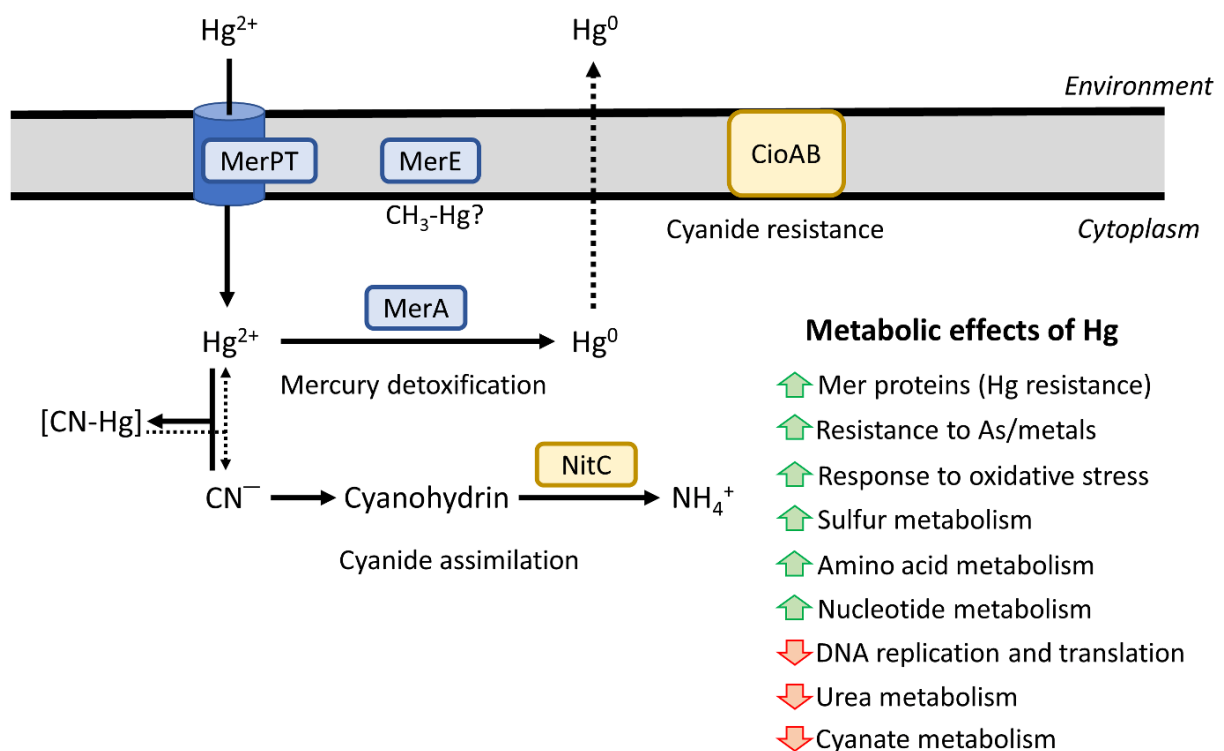 Hg²⁺
Hg⁰
Environment
MerPT
MerE
CioAB
CH₃-Hg?
Cyanide resistance
Cytoplasm
MerA
Hg²⁺
Hg⁰
Mercury detoxification
[CN-Hg]
CN⁻
Cyanohydrin
NitC
NH₄⁺
Cyanide assimilation
Metabolic effects of Hg
Mer proteins (Hg resistance)
Resistance to As/metals
Response to oxidative stress
Sulfur metabolism
Amino acid metabolism
Nucleotide metabolism
DNA replication and translation
Urea metabolism
Cyanate metabolism